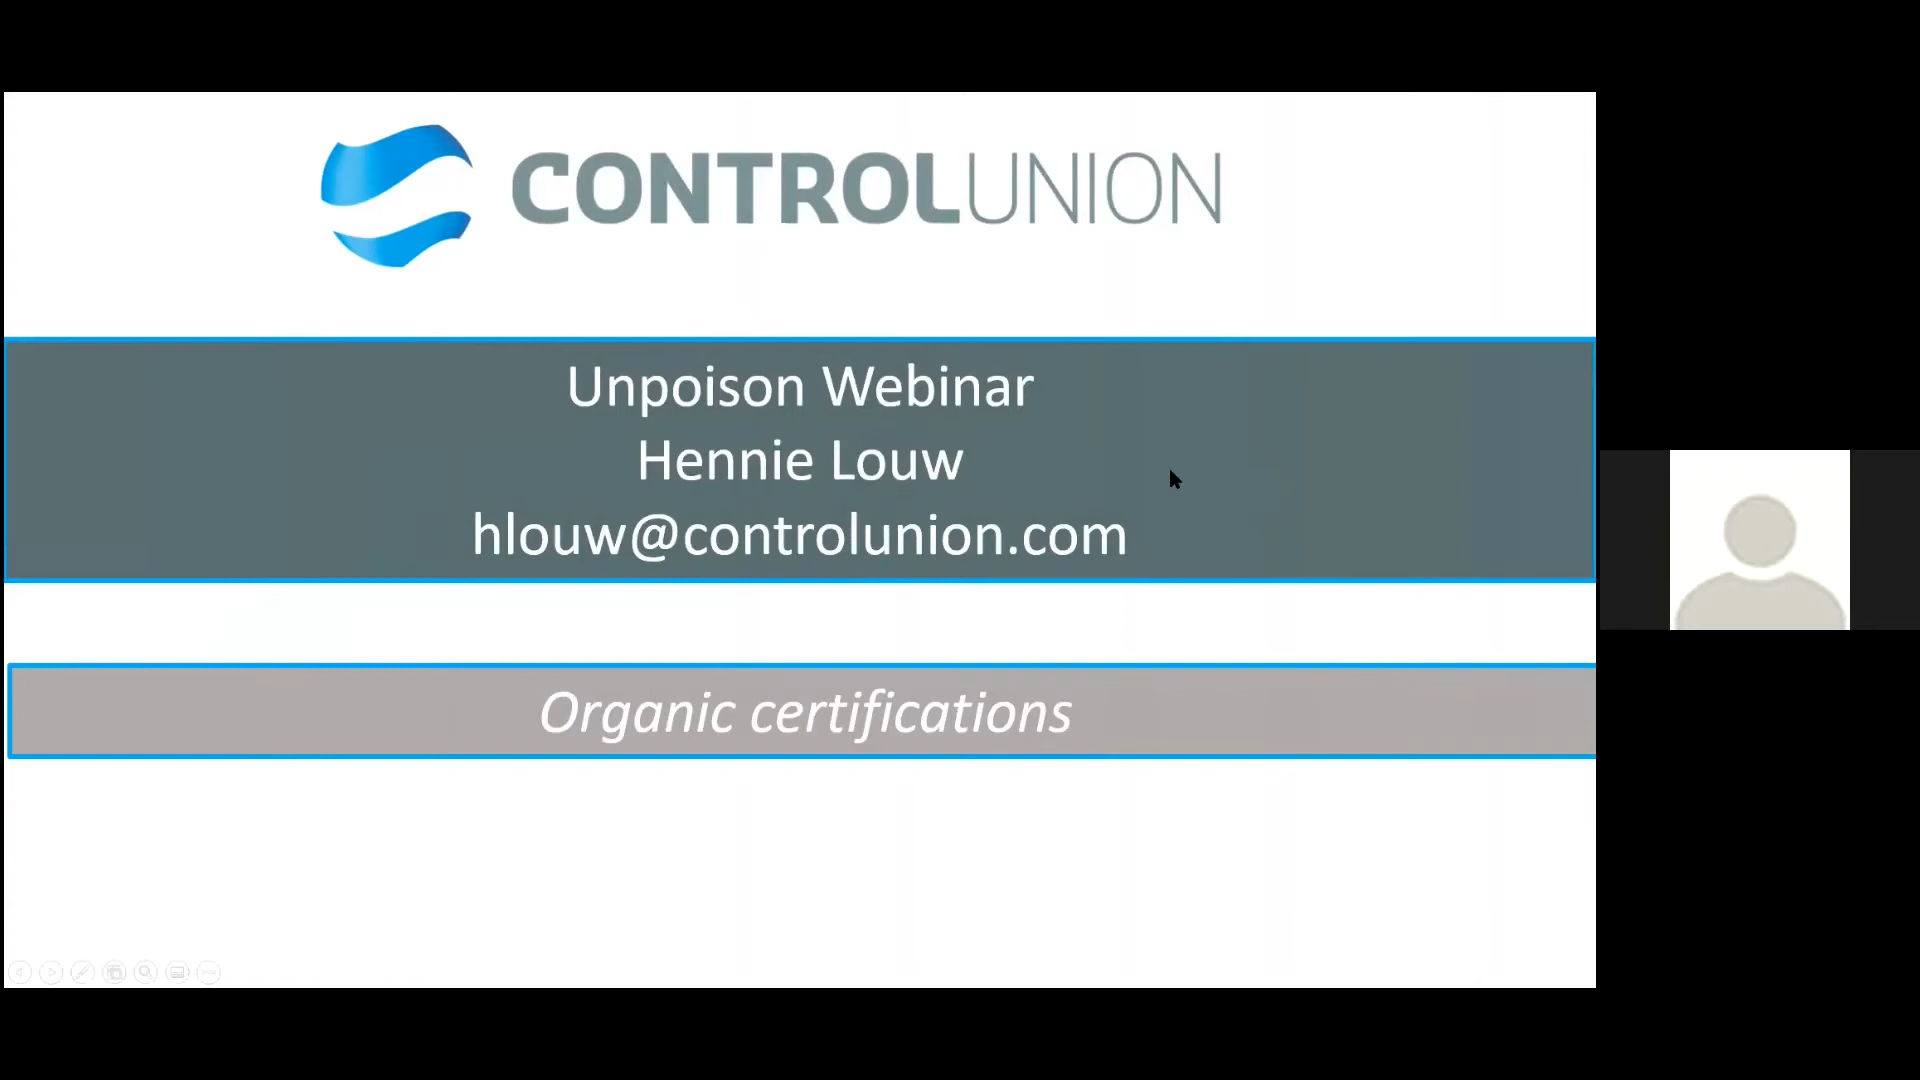 CONTROLUNION
Unpoison Webinar
Hennie Louw
hlouw@controlunion.com
Organic certifications